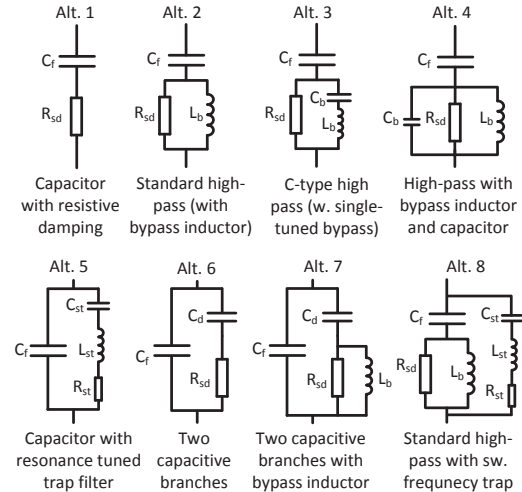 Alt. 1
Alt. 2
Alt. 3
Alt. 4
Cf
Cf
Cf
Cf
Rsd
Rsd
Lb
Rsd
Cb
Lb
Cb
Rsd
Lb
Capacitor
with resistive
damping
Standard high-
pass (with
bypass inductor)
C-type high
pass (w. single-
tuned bypass)
High-pass with
bypass inductor
and capacitor
Alt. 5
Alt. 6
Alt. 7
Alt. 8
Cf
Cst
Lst
Rst
Cf
Cd
Rsd
Cf
Cd
Rsd
Lb
Cf
Rsd
Lb
Cst
Lst
Rst
Capacitor with
resonance tuned
trap filter
Two
capacitive
branches
Two capacitive
branches with
bypass inductor
Standard high-
pass with sw.
frequnecy trap